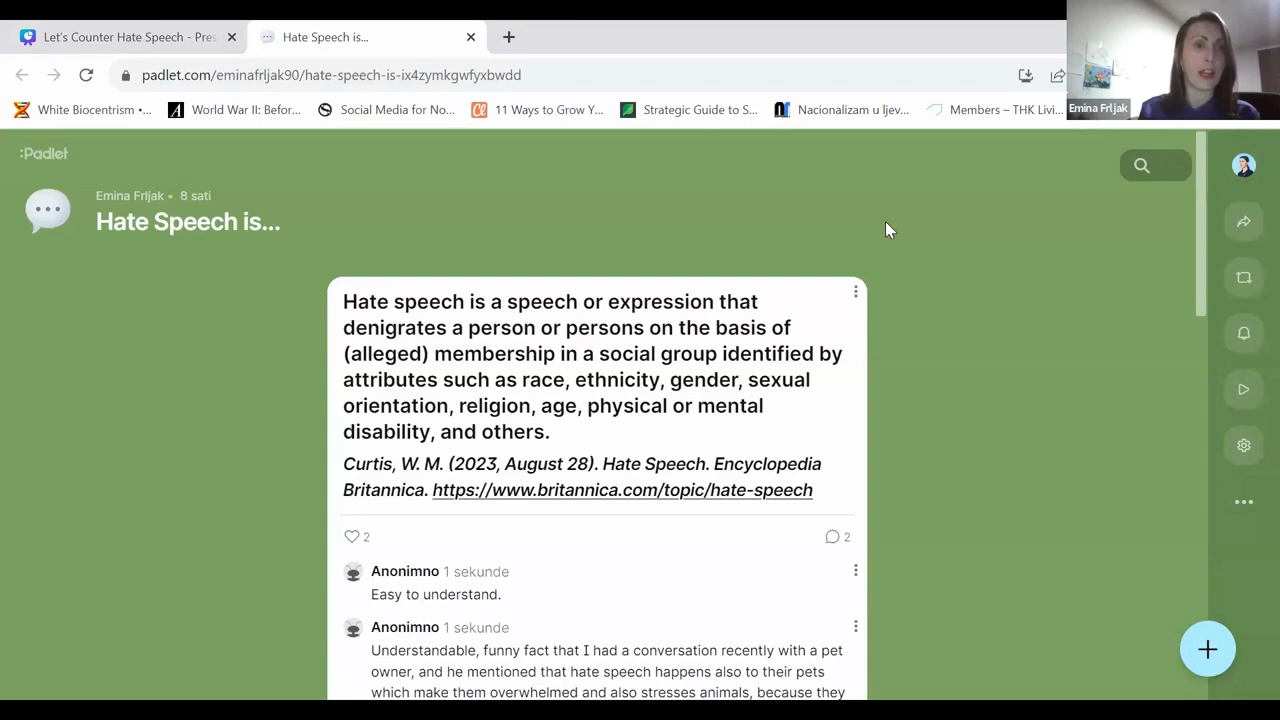 Let's Counter Hate Speech - Pres
Hate Speech is...
padlet.com/eminafrljak90/hate-speech-is-ix4zymkgwfyxbwdd
White Biocentrism •...
World War II: Befor...
Social Media for No...
11 Ways to Grow Y...
Strategic Guide to S...
Nacionalizam u ljev...
Members – THK Livi...
Emina Frljak
:Padlet
Emina Frljak • 8 sati
Hate Speech is...
Hate speech is a speech or expression that
denigrates a person or persons on the basis of
(alleged) membership in a social group identified by
attributes such as race, ethnicity, gender, sexual
orientation, religion, age, physical or mental
disability, and others.
Curtis, W. M. (2023, August 28). Hate Speech. Encyclopedia
Britannica. https://www.britannica.com/topic/hate-speech
2
2
Anonimno 1 sekunde
Easy to understand.
Anonimno 1 sekunde
Understandable, funny fact that I had a conversation recently with a pet
owner, and he mentioned that hate speech happens also to their pets
which make them overwhelmed and also stresses animals, because they